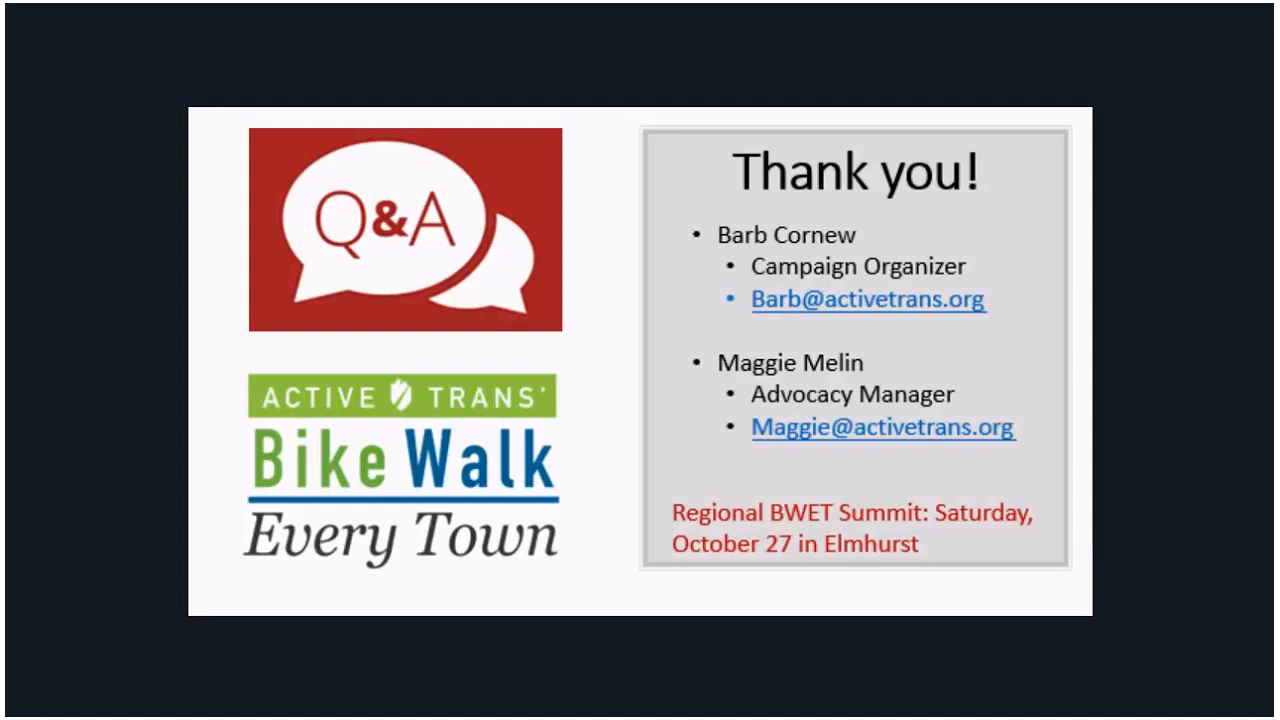 Q&A
ACTIVE TRANS
Bike Walk
Every Town
Thank you!
• Barb Cornew
• Campaign Organizer
• Barb@activetrans.org
• Maggie Melin
• Advocacy Manager
• Maggie@activetrans.org
Regional BWET Summit: Saturday,
October 27 in Elmhurst